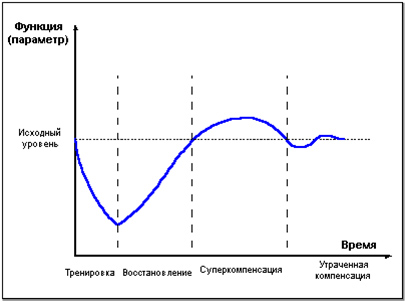 Функция
(параметр)
Исходный
уровень
Время
Тренировка
Восстановление
Суперкомпенсация
Утраченная
компенсация